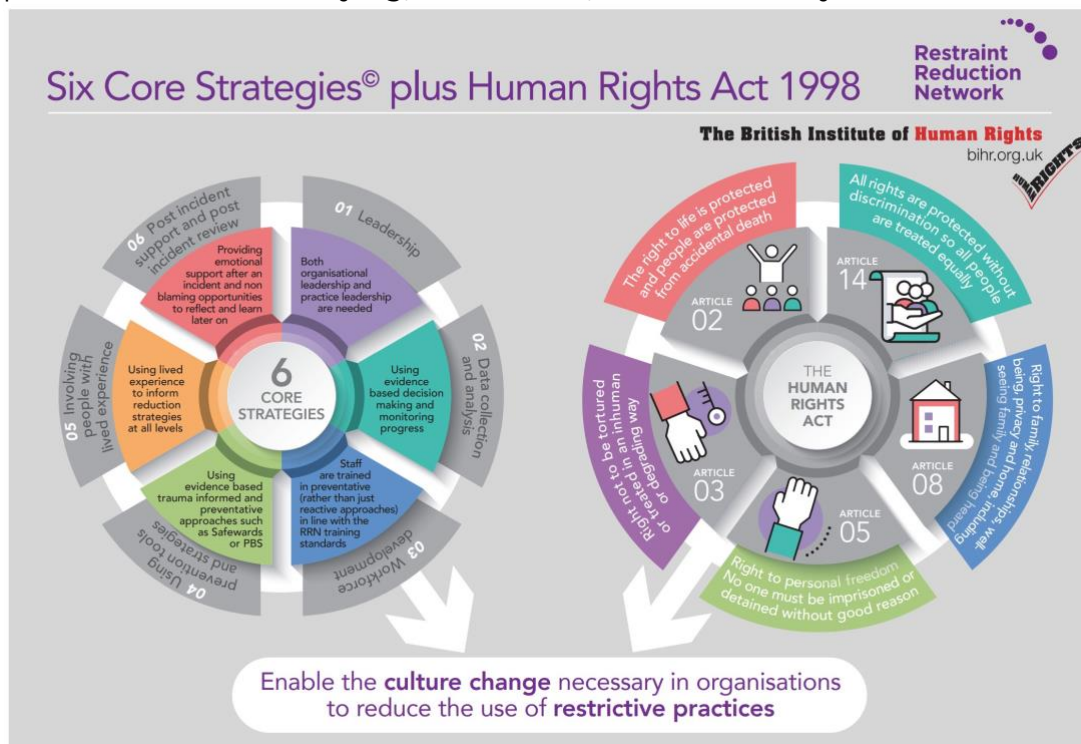 Six Core Strategies© plus Human Rights Act 1998
Restraint
Reduction
Network
The British Institute of Human Rights
bihr.org.uk
HUMAN RIGHTS
01 Leadership
Both
organisational
leadership and
practice leadership
are needed
02 Data collection
and analysis
Using
evidence
based decision
making and
monitoring
progress
03 Workforce
development
Staff
are trained
in preventative
(rather than just
reactive approaches)
in line with the
RRN training
standards
04 Using
prevention tools
and strategies
Using
evidence based
trauma informed and
preventative
approaches such
as Safewards
or PBS
05 Involving
people with
lived experience
Using lived
experience
to inform
reduction
strategies
at all levels
06 Post incident
support and post
incident review
Providing
emotional
support after an
incident and non
blaming opportunities
to reflect and learn
later on
6
CORE
STRATEGIES
The right to life is protected
and people are protected
from accidental death
ARTICLE
02
All rights are protected without
discrimination so all people
are treated equally
ARTICLE
14
Right to family, relationships, well-
being, privacy and home, including
seeing family and being heard
ARTICLE
08
Right to personal freedom
No one must be imprisoned or
detained without good reason
ARTICLE
05
Right not to be tortured
or treated in an inhuman
or degrading way
ARTICLE
03
THE
HUMAN
RIGHTS
ACT
Enable the culture change necessary in organisations
to reduce the use of restrictive practices